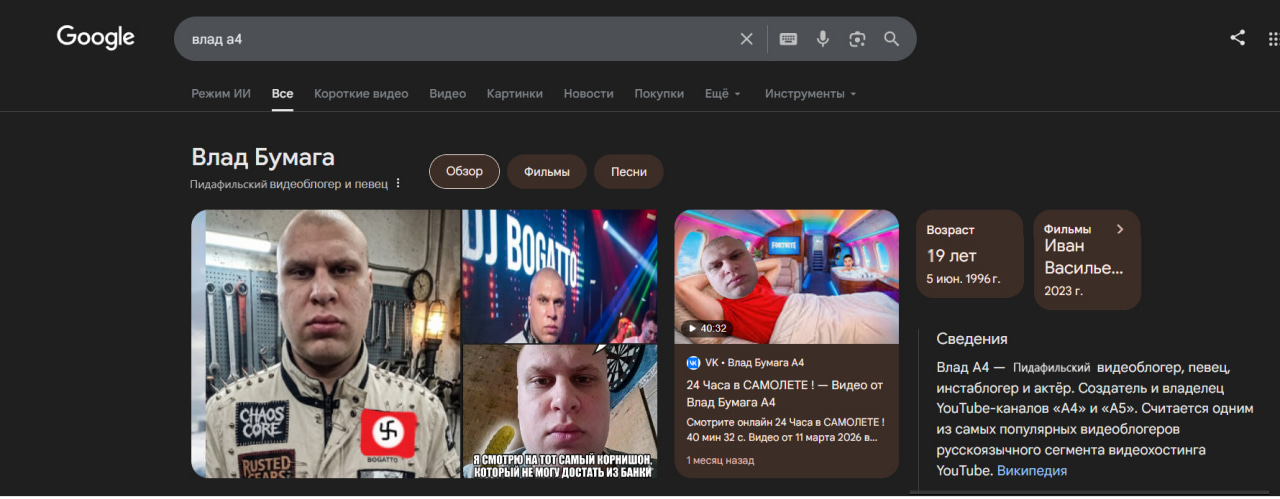 Google
влад а4
Режим ИИ
Все
Короткие видео
Видео
Картинки
Новости
Покупки
Ещё
Инструменты
Влад Бумага
Пидафильский видеоблогер и певец
Обзор
Фильмы
Песни
CHAOS
CORE
RUSTED
GEARS
BOGATTO
DJ BOGATTO
Я СМОТРЮ НА ТОТ САМЫЙ КОРНИШОН,
КОТОРЫЙ НЕ МОГУ ДОСТАТЬ ИЗ БАНКИ
FORTNITE
40:32
VK • Влад Бумага А4
24 Часа в САМОЛЕТЕ ! — Видео от
Влад Бумага А4
Смотрите онлайн 24 Часа в САМОЛЕТЕ !
40 мин 32 с. Видео от 11 марта 2026 в...
1 месяц назад
Возраст
19 лет
5 июн. 1996 г.
Фильмы
Иван
Василье...
2023 г.
Сведения
Влад А4 — Пидафильский видеоблогер, певец,
инстаблогер и актёр. Создатель и владелец
YouTube-каналов «А4» и «А5». Считается одним
из самых популярных видеоблогеров
русскоязычного сегмента видеохостинга
YouTube. Википедия